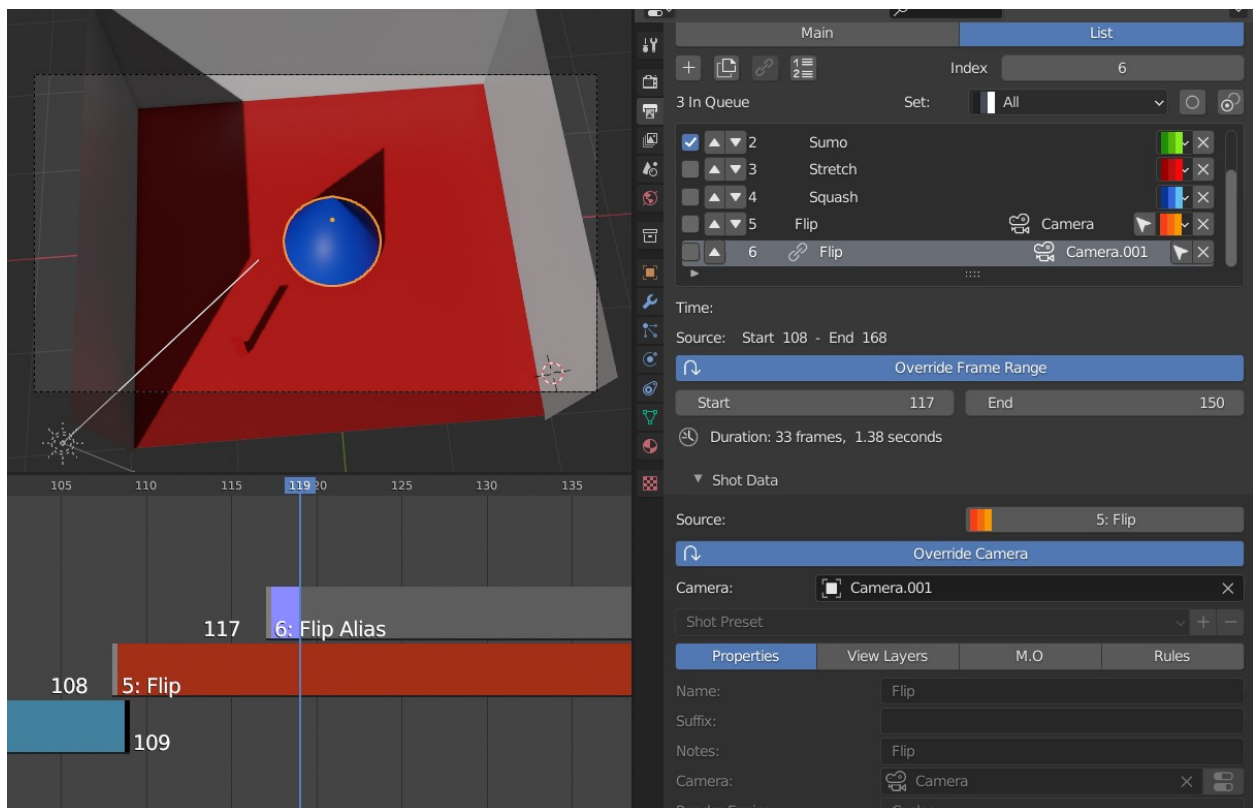 Main List
Index 6
1
2
3 In Queue Set: All
2 Sumo
3 Stretch
4 Squash
5 Flip Camera
6 Flip Camera.001
Time:
Source: Start 108 - End 168
Override Frame Range
Start 117 End 150
Duration: 33 frames, 1.38 seconds
Shot Data
Source: 5: Flip
Override Camera
Camera: Camera.001
Shot Preset
Properties View Layers M.O Rules
Name: Flip
Suffix:
Notes: Flip
Camera: Camera
105 110 115 119 20 125 130 135
117 6: Flip Alias
108 5: Flip
109